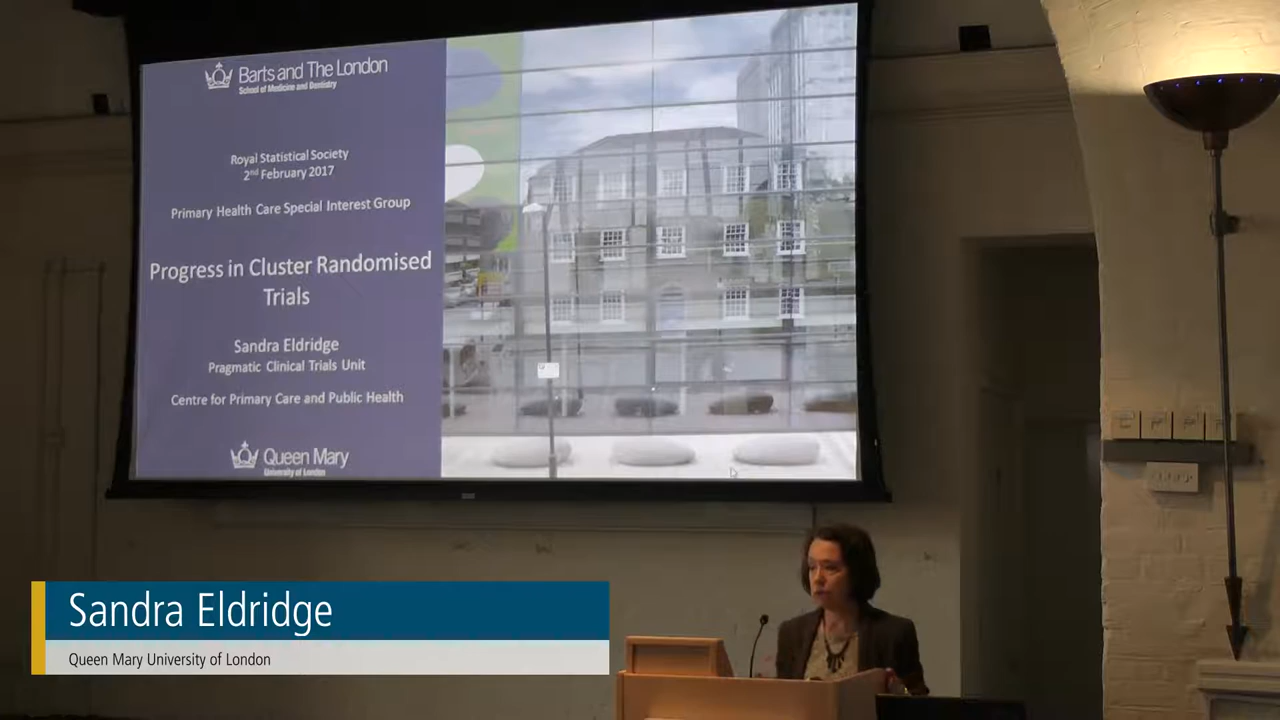 Barts and The London
School of Medicine and Dentistry
Royal Statistical Society
2nd February 2017
Primary Health Care Special Interest Group
Progress in Cluster Randomised
Trials
Sandra Eldridge
Pragmatic Clinical Trials Unit
Centre for Primary Care and Public Health
Queen Mary
University of London
Sandra Eldridge
Queen Mary University of London